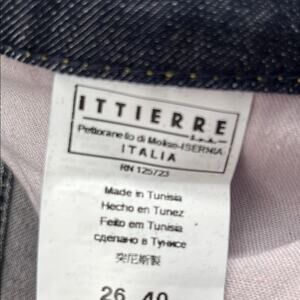 ITTIERRE
s.p.a.
Pettoranello di Molise-ISERNIA
ITALIA
RN 125723
Made in Tunisia
Hecho en Tunez
Feito em Tunisia
сделано в Тунисе
突尼斯製
26 40